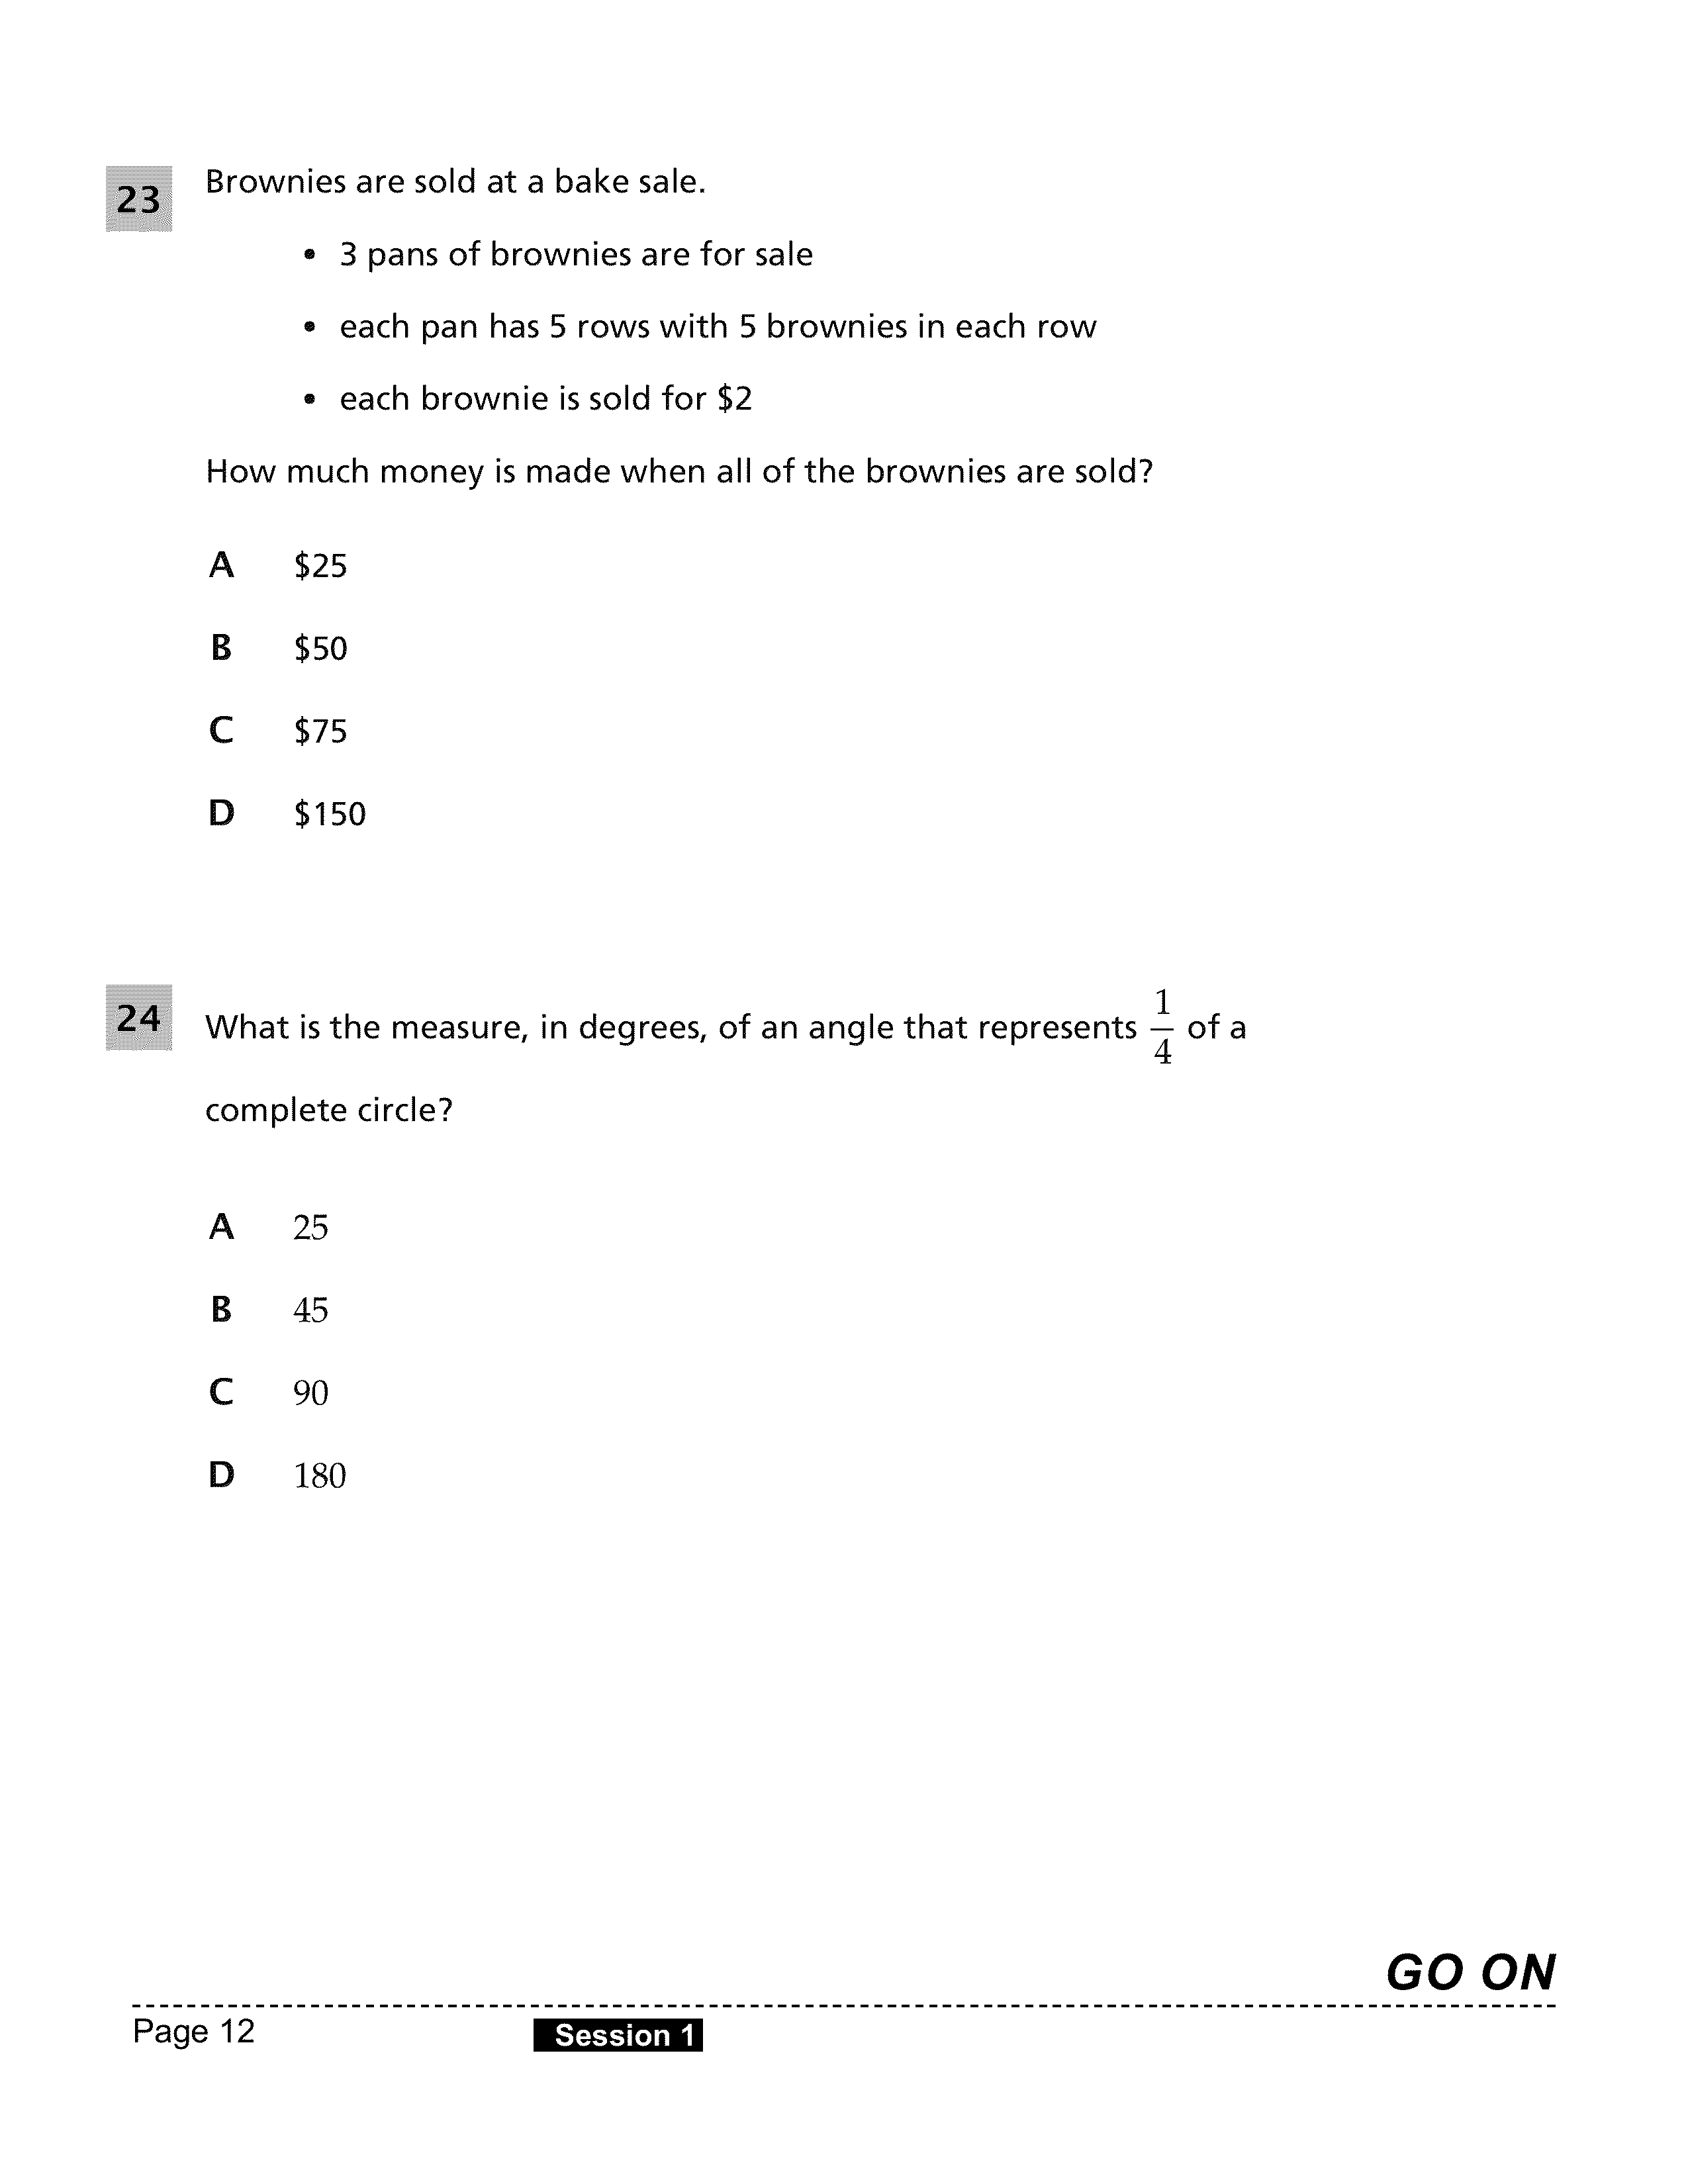 23 Brownies are sold at a bake sale.
• 3 pans of brownies are for sale
• each pan has 5 rows with 5 brownies in each row
• each brownie is sold for $2
How much money is made when all of the brownies are sold?
A $25
B $50
C $75
D $150
24 What is the measure, in degrees, of an angle that represents 1/4 of a
complete circle?
A 25
B 45
C 90
D 180
GO ON
Page 12 Session 1